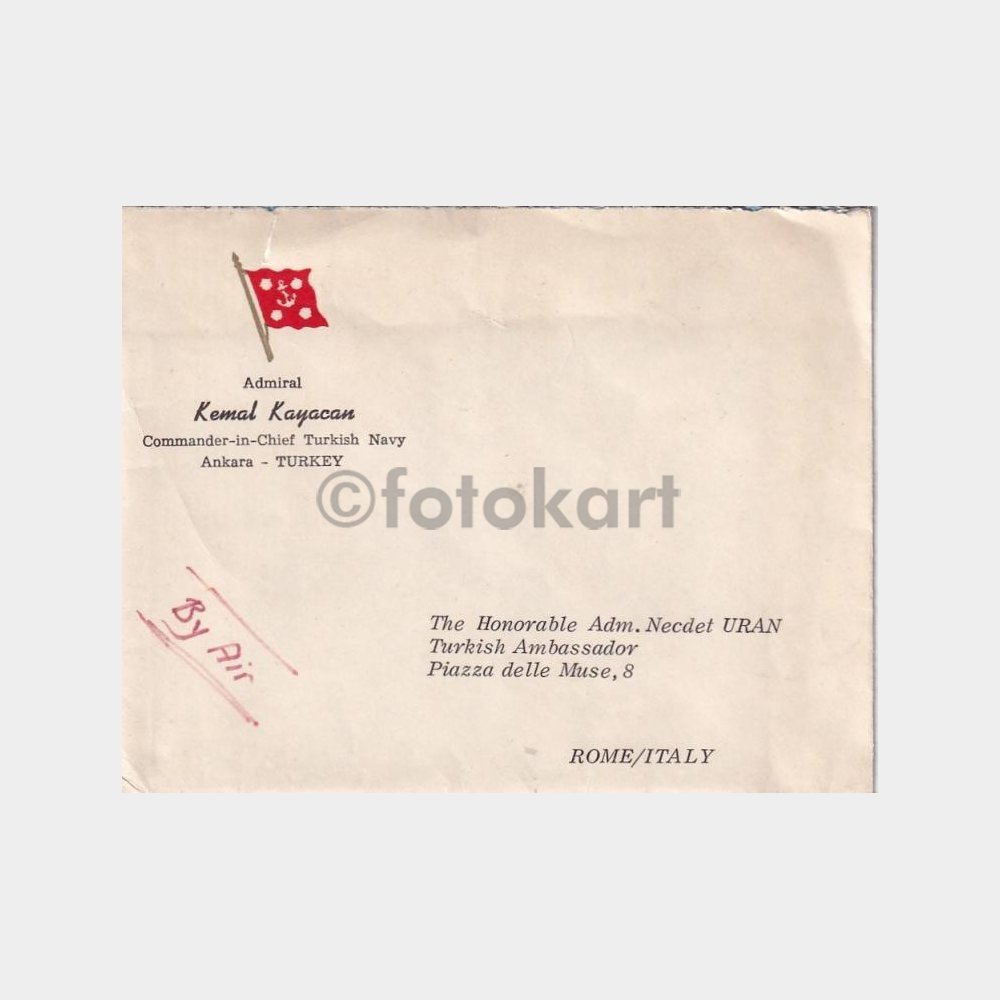 Admiral
Kemal Kayacan
Commander-in-Chief Turkish Navy
Ankara - TURKEY
©fotokart
By Air
The Honorable Adm. Necdet URAN
Turkish Ambassador
Piazza delle Muse, 8
ROME/ITALY